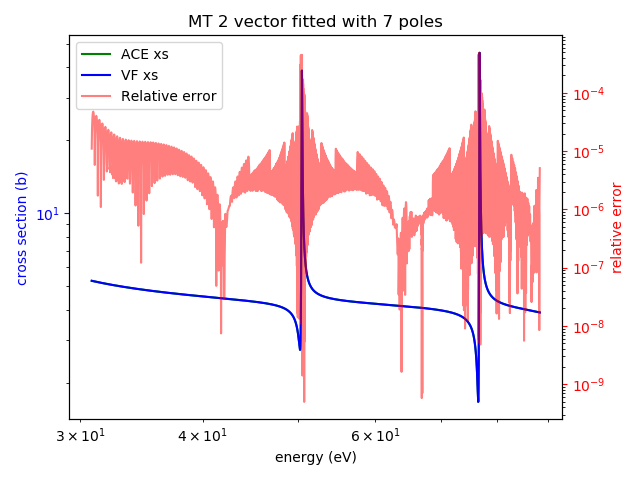 MT 2 vector fitted with 7 poles
ACE xs
VF xs
Relative error
cross section (b)
10¹
10⁻⁴
10⁻⁵
10⁻⁶
10⁻⁷
10⁻⁸
10⁻⁹
relative error
3 × 10¹
4 × 10¹
6 × 10¹
energy (eV)